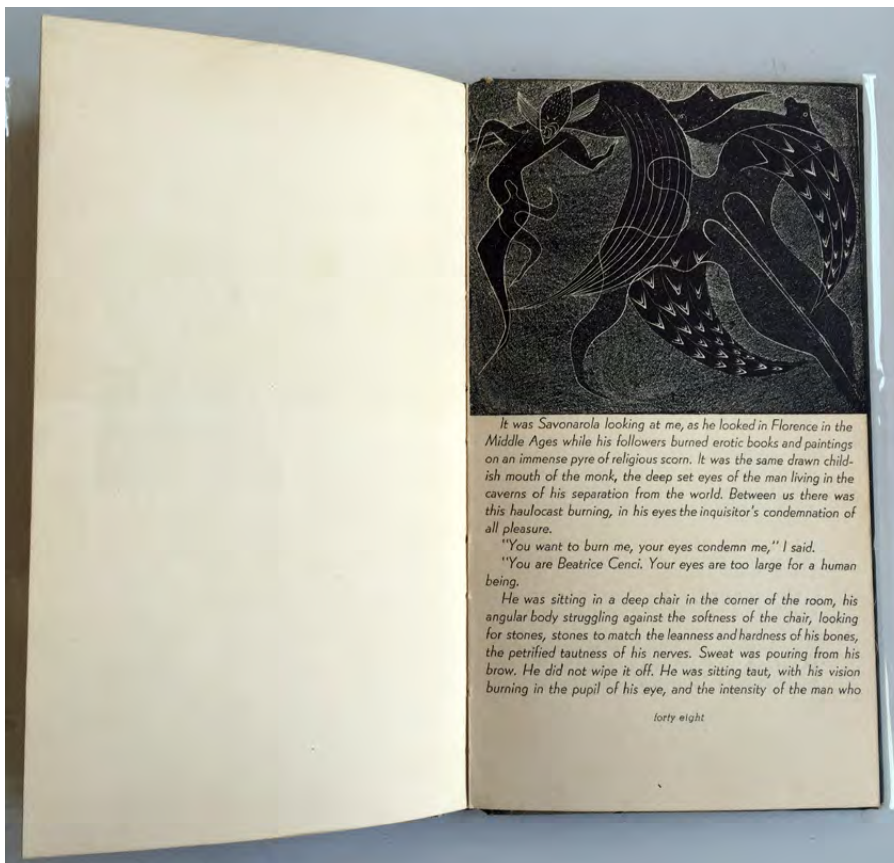 It was Savonarola looking at me, as he looked in Florence in the
Middle Ages while his followers burned erotic books and paintings
on an immense pyre of religious scorn. It was the same drawn child-
ish mouth of the monk, the deep set eyes of the man living in the
caverns of his separation from the world. Between us there was
this haulocast burning, in his eyes the inquisitor's condemnation of
all pleasure.
"You want to burn me, your eyes condemn me," I said.
"You are Beatrice Cenci. Your eyes are too large for a human
being.
He was sitting in a deep chair in the corner of the room, his
angular body struggling against the softness of the chair, looking
for stones, stones to match the leanness and hardness of his bones,
the petrified tautness of his nerves. Sweat was pouring from his
brow. He did not wipe it off. He was sitting taut, with his vision
burning in the pupil of his eye, and the intensity of the man who
forty eight